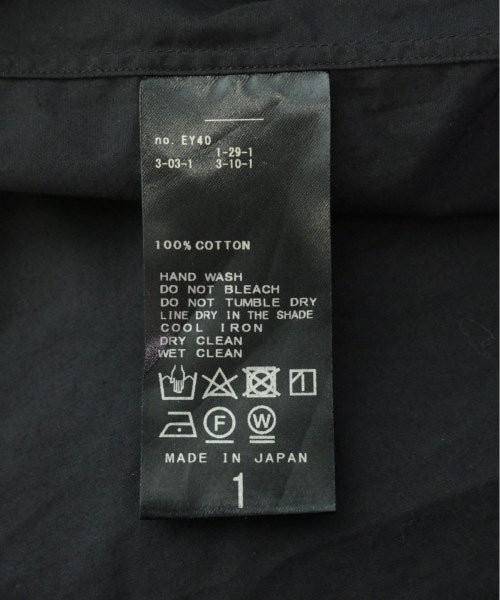 no. EY40
1-29-1
3-03-1 3-10-1
100% COTTON
HAND WASH
DO NOT BLEACH
DO NOT TUMBLE DRY
LINE DRY IN THE SHADE
COOL IRON
DRY CLEAN
WET CLEAN
F W
MADE IN JAPAN
1